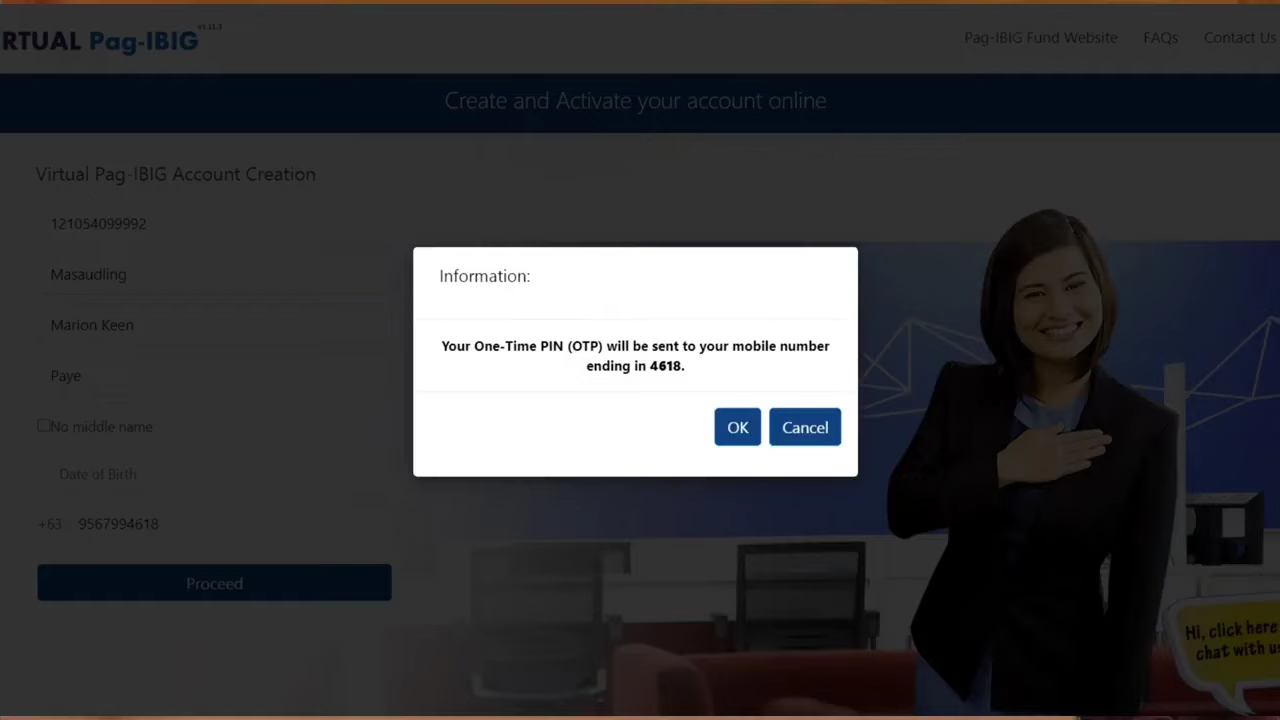 RTUAL Pag-IBIG
Pag-IBIG Fund Website
FAQs
Contact Us
Create and Activate your account online
Virtual Pag-IBIG Account Creation
121054099992
Masaudling
Marion Keen
Paye
No middle name
Date of Birth
+63 9567994618
Proceed
Information:
Your One-Time PIN (OTP) will be sent to your mobile number
ending in 4618.
OK
Cancel
Hi, click here
chat with us